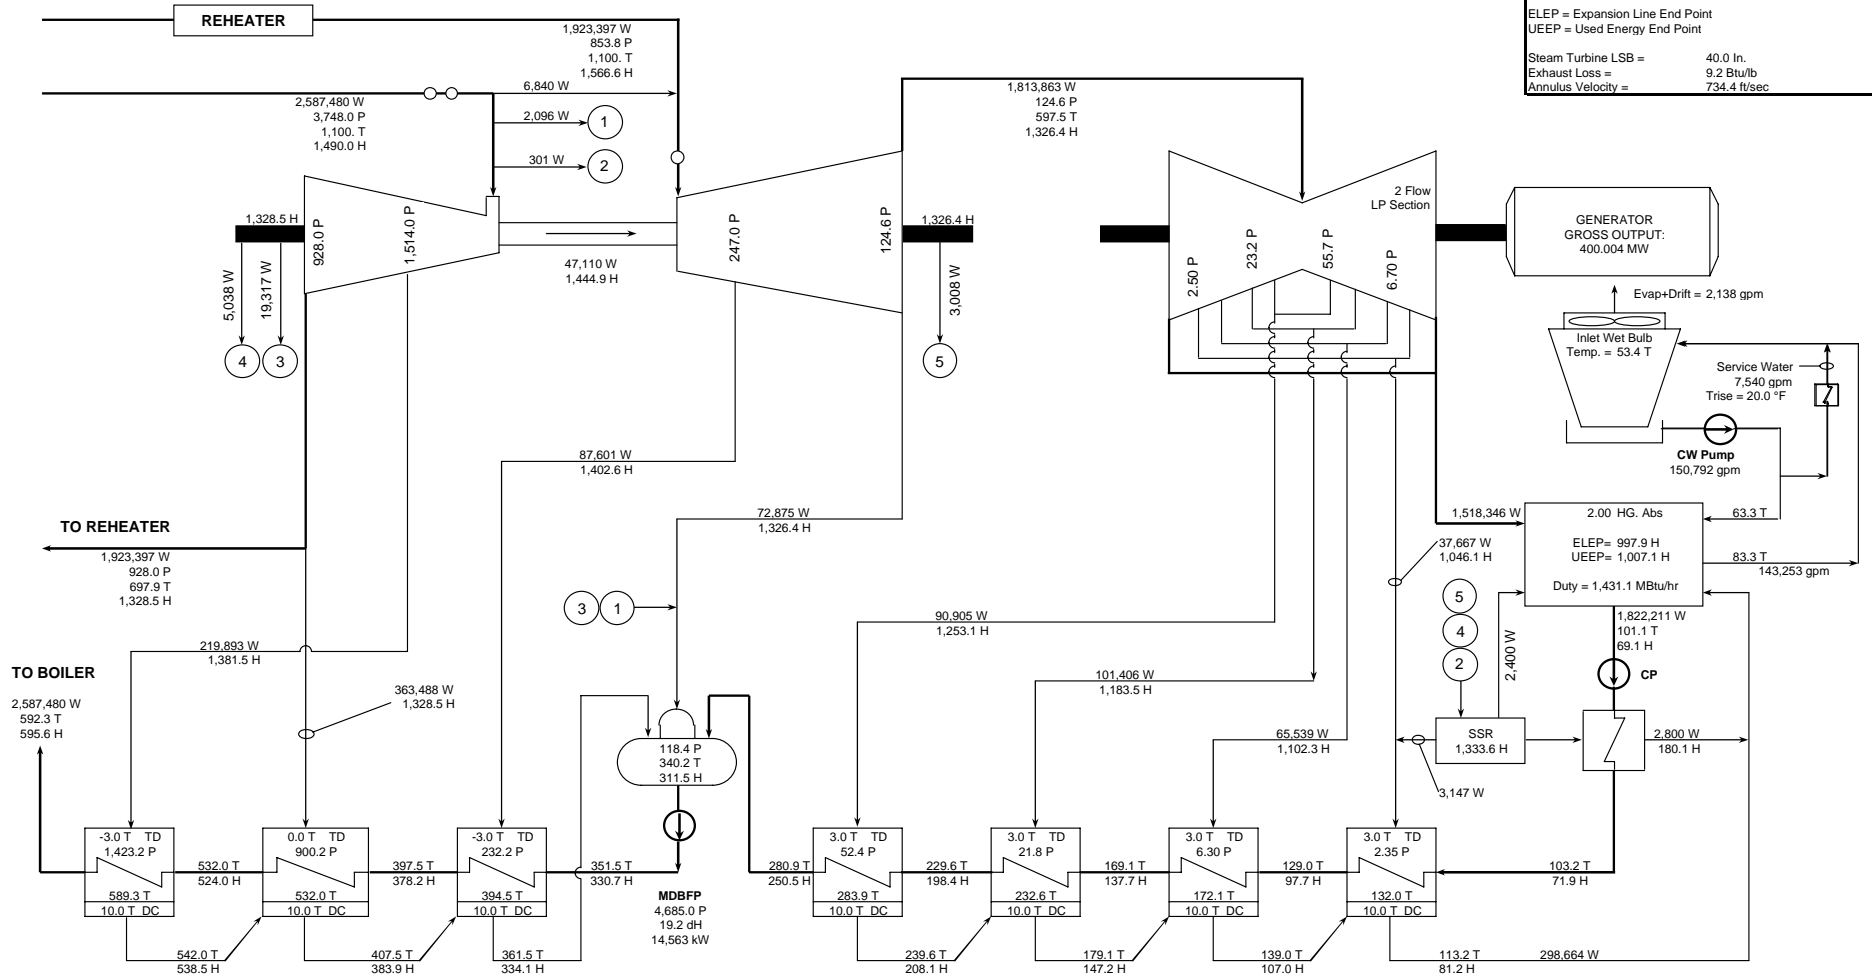 REHEATER
1,923,397 W
853.8 P
1,100. T
1,566.6 H
6,840 W
2,587,480 W
3,748.0 P
1,100. T
1,490.0 H
2,096 W
1
301 W
2
1,813,863 W
124.6 P
597.5 T
1,326.4 H
ELEP = Expansion Line End Point
UEEP = Used Energy End Point
Steam Turbine LSB = 40.0 In.
Exhaust Loss = 9.2 Btu/lb
Annulus Velocity = 734.4 ft/sec
1,328.5 H
928.0 P
1,514.0 P
47,110 W
1,444.9 H
247.0 P
124.6 P
1,326.4 H
5,038 W
19,317 W
4
3
3,008 W
5
2 Flow
LP Section
2.50 P
23.2 P
55.7 P
6.70 P
GENERATOR
GROSS OUTPUT:
400.004 MW
Evap+Drift = 2,138 gpm
Inlet Wet Bulb
Temp. = 53.4 T
Service Water
7,540 gpm
Trise = 20.0 °F
CW Pump
150,792 gpm
87,601 W
1,402.6 H
72,875 W
1,326.4 H
TO REHEATER
1,923,397 W
928.0 P
697.9 T
1,328.5 H
1,518,346 W
2.00 HG. Abs
ELEP= 997.9 H
UEEP= 1,007.1 H
Duty = 1,431.1 MBtu/hr
63.3 T
83.3 T
143,253 gpm
37,667 W
1,046.1 H
3
1
90,905 W
1,253.1 H
5
4
2
2,400 W
1,822,211 W
101.1 T
69.1 H
CP
219,893 W
1,381.5 H
TO BOILER
2,587,480 W
592.3 T
595.6 H
363,488 W
1,328.5 H
101,406 W
1,183.5 H
118.4 P
340.2 T
311.5 H
65,539 W
1,102.3 H
SSR
1,333.6 H
2,800 W
180.1 H
3,147 W
-3.0 T TD
1,423.2 P
589.3 T
10.0 T DC
532.0 T
524.0 H
0.0 T TD
900.2 P
532.0 T
10.0 T DC
397.5 T
378.2 H
-3.0 T TD
232.2 P
394.5 T
10.0 T DC
351.5 T
330.7 H
MDBFP
4,685.0 P
19.2 dH
14,563 kW
280.9 T
250.5 H
3.0 T TD
52.4 P
283.9 T
10.0 T DC
229.6 T
198.4 H
3.0 T TD
21.8 P
232.6 T
10.0 T DC
169.1 T
137.7 H
3.0 T TD
6.30 P
172.1 T
10.0 T DC
129.0 T
97.7 H
3.0 T TD
2.35 P
132.0 T
10.0 T DC
103.2 T
71.9 H
542.0 T
538.5 H
407.5 T
383.9 H
361.5 T
334.1 H
239.6 T
208.1 H
179.1 T
147.2 H
139.0 T
107.0 H
113.2 T
81.2 H
298,664 W